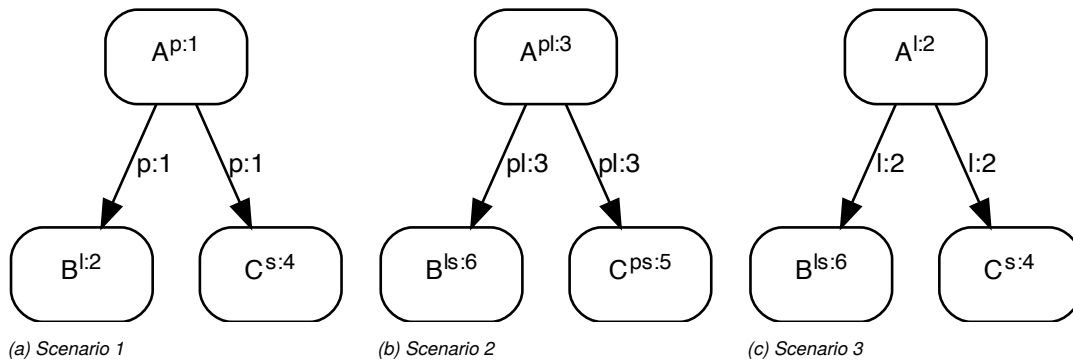 A^p:1 A^pl:3 A^l:2
p:1 p:1 pl:3 pl:3 l:2 l:2
B^l:2 C^s:4 B^ls:6 C^ps:5 B^ls:6 C^s:4
(a) Scenario 1 (b) Scenario 2 (c) Scenario 3